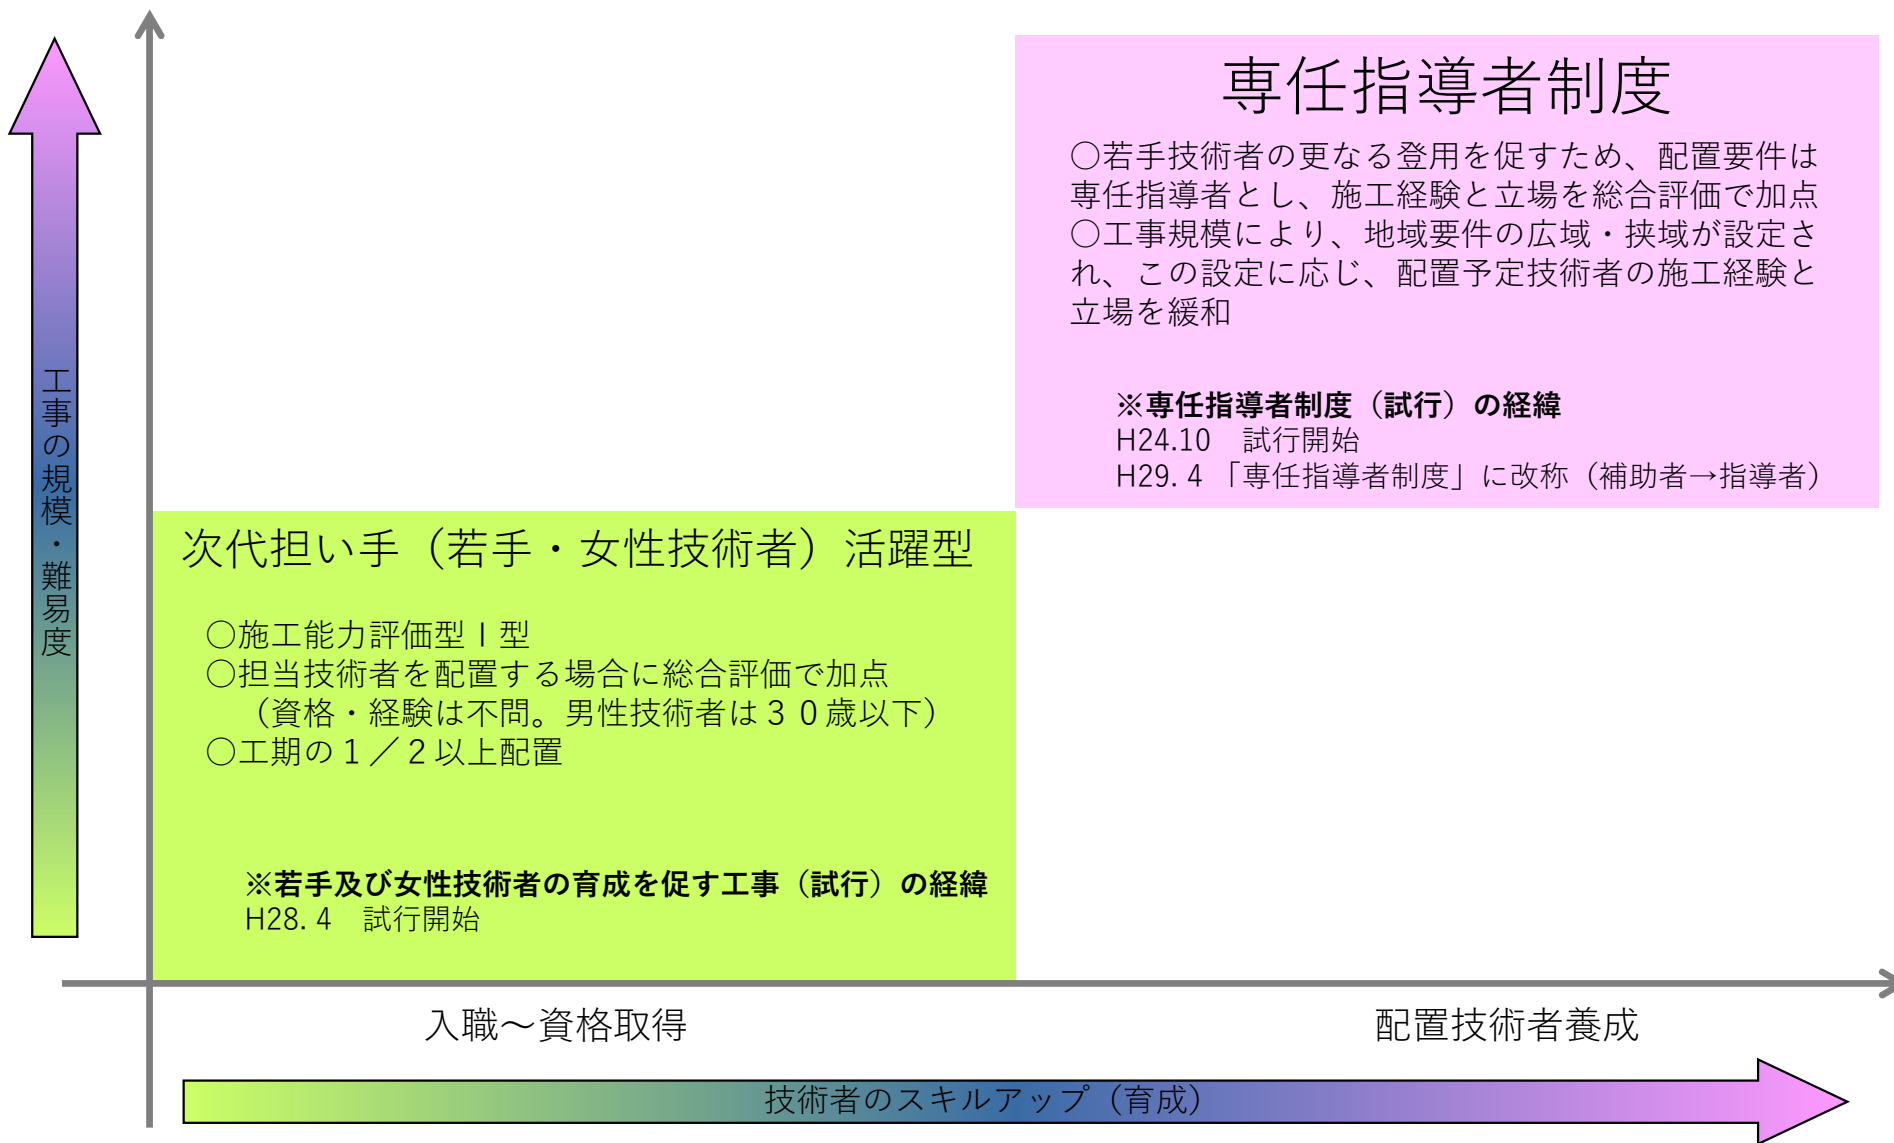 専任指導者制度
○若手技術者の更なる登用を促すため、配置要件は
専任指導者とし、施工経験と立場を総合評価で加点
○工事規模により、地域要件の広域・挟域が設定さ
れ、この設定に応じ、配置予定技術者の施工経験と
立場を緩和
※専任指導者制度（試行）の経緯
H24.10　試行開始
H29. 4 「専任指導者制度」に改称（補助者→指導者）
工事の規模・難易度
次代担い手（若手・女性技術者）活躍型
○施工能力評価型Ⅰ型
○担当技術者を配置する場合に総合評価で加点
（資格・経験は不問。男性技術者は３０歳以下）
○工期の１／２以上配置
※若手及び女性技術者の育成を促す工事（試行）の経緯
H28. 4　試行開始
入職～資格取得
配置技術者養成
技術者のスキルアップ（育成）